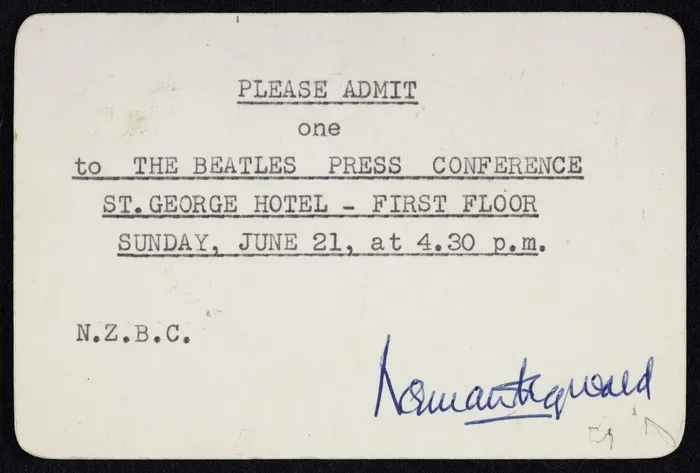 PLEASE ADMIT
one
to THE BEATLES PRESS CONFERENCE
ST.GEORGE HOTEL - FIRST FLOOR
SUNDAY, JUNE 21, at 4.30 p.m.
N.Z.B.C.